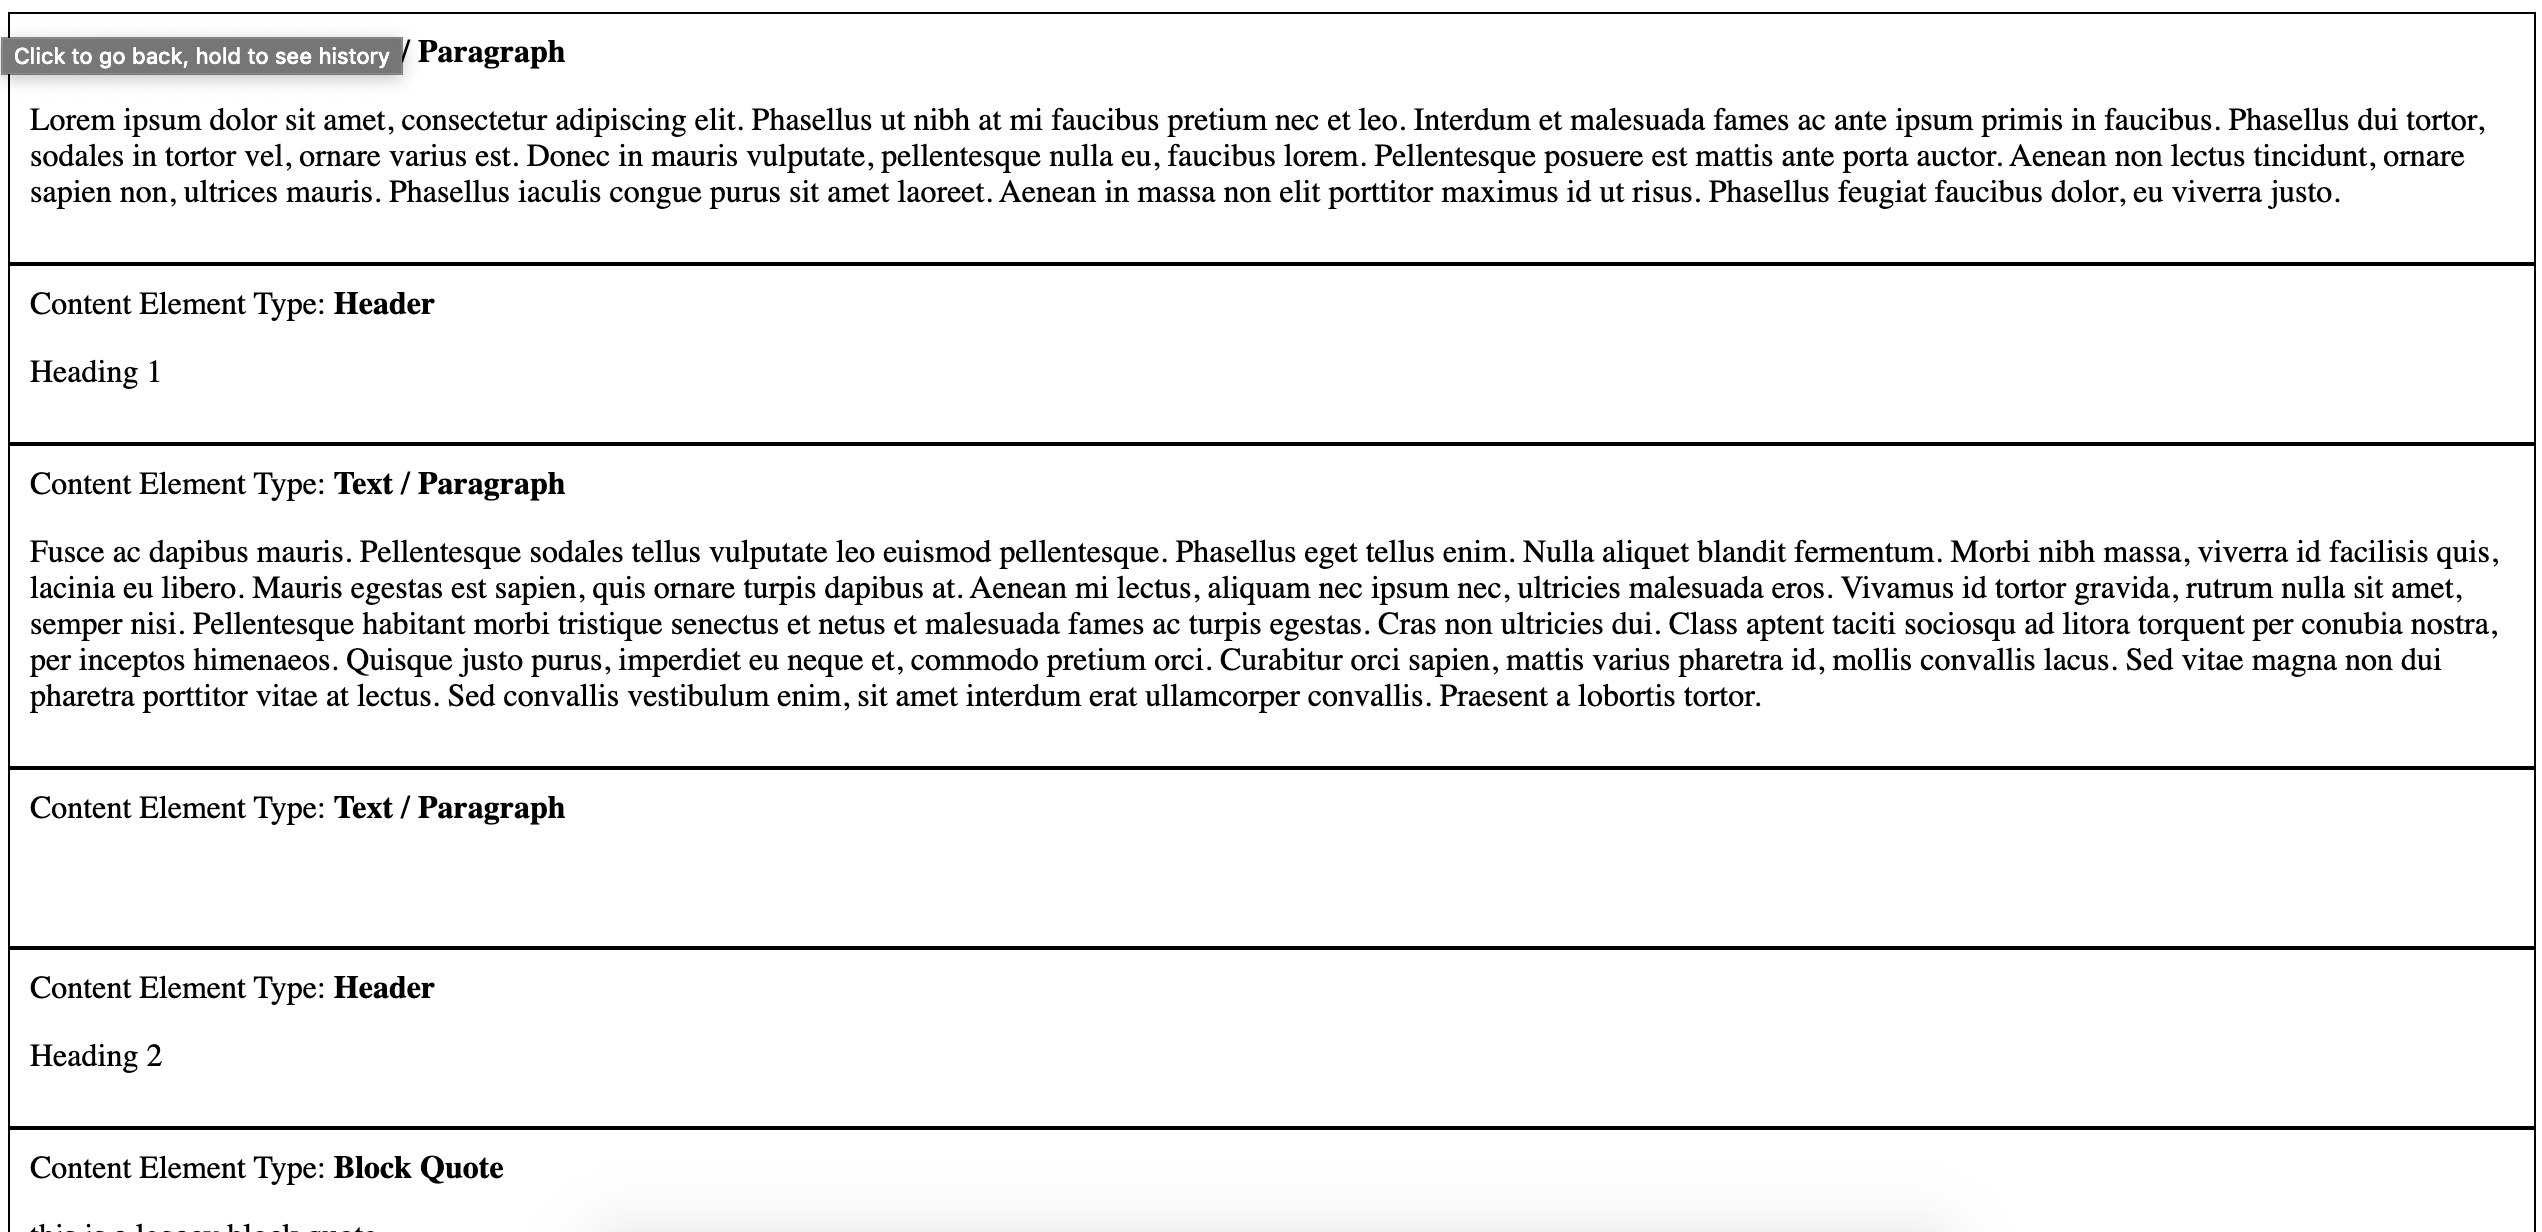 Click to go back, hold to see history / Paragraph
Lorem ipsum dolor sit amet, consectetur adipiscing elit. Phasellus ut nibh at mi faucibus pretium nec et leo. Interdum et malesuada fames ac ante ipsum primis in faucibus. Phasellus dui tortor,
sodales in tortor vel, ornare varius est. Donec in mauris vulputate, pellentesque nulla eu, faucibus lorem. Pellentesque posuere est mattis ante porta auctor. Aenean non lectus tincidunt, ornare
sapien non, ultrices mauris. Phasellus iaculis congue purus sit amet laoreet. Aenean in massa non elit porttitor maximus id ut risus. Phasellus feugiat faucibus dolor, eu viverra justo.
Content Element Type: Header
Heading 1
Content Element Type: Text / Paragraph
Fusce ac dapibus mauris. Pellentesque sodales tellus vulputate leo euismod pellentesque. Phasellus eget tellus enim. Nulla aliquet blandit fermentum. Morbi nibh massa, viverra id facilisis quis,
lacinia eu libero. Mauris egestas est sapien, quis ornare turpis dapibus at. Aenean mi lectus, aliquam nec ipsum nec, ultricies malesuada eros. Vivamus id tortor gravida, rutrum nulla sit amet,
semper nisi. Pellentesque habitant morbi tristique senectus et netus et malesuada fames ac turpis egestas. Cras non ultricies dui. Class aptent taciti sociosqu ad litora torquent per conubia nostra,
per inceptos himenaeos. Quisque justo purus, imperdiet eu neque et, commodo pretium orci. Curabitur orci sapien, mattis varius pharetra id, mollis convallis lacus. Sed vitae magna non dui
pharetra porttitor vitae at lectus. Sed convallis vestibulum enim, sit amet interdum erat ullamcorper convallis. Praesent a lobortis tortor.
Content Element Type: Text / Paragraph
Content Element Type: Header
Heading 2
Content Element Type: Block Quote
this is a legacy block quote